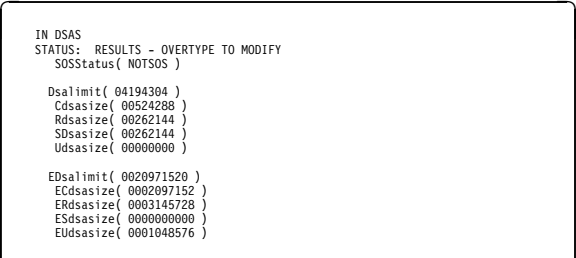 IN DSAS
STATUS:  RESULTS - OVERTYPE TO MODIFY
SOSStatus( NOTSOS )
Dsalimit( 04194304 )
Cdsasize( 00524288 )
Rdsasize( 00262144 )
SDsasize( 00262144 )
Udsasize( 00000000 )
EDsalimit( 0020971520 )
ECdsasize( 0002097152 )
ERdsasize( 0003145728 )
ESdsasize( 0000000000 )
EUdsasize( 0001048576 )